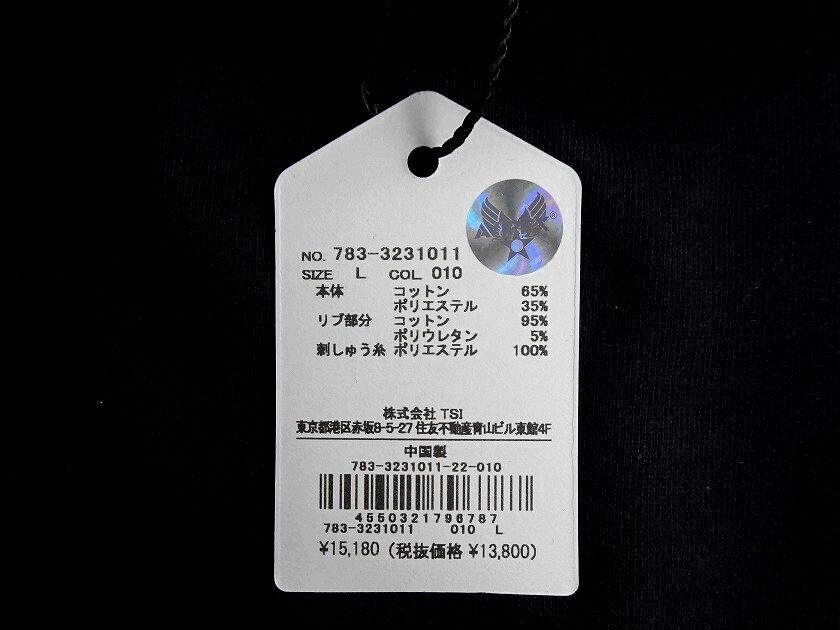 ®
NO. 783-3231011
SIZE L COL. 010
本体 コットン 65%
ポリエステル 35%
リブ部分 コットン 95%
ポリウレタン 5%
刺しゅう糸 ポリエステル 100%
株式会社 TSI
東京都港区赤坂8-5-27 住友不動産青山ビル東館4F
中国製
783-3231011-22-010
4550321796787
783-3231011 010 L
¥15,180 (税抜価格 ¥13,800)